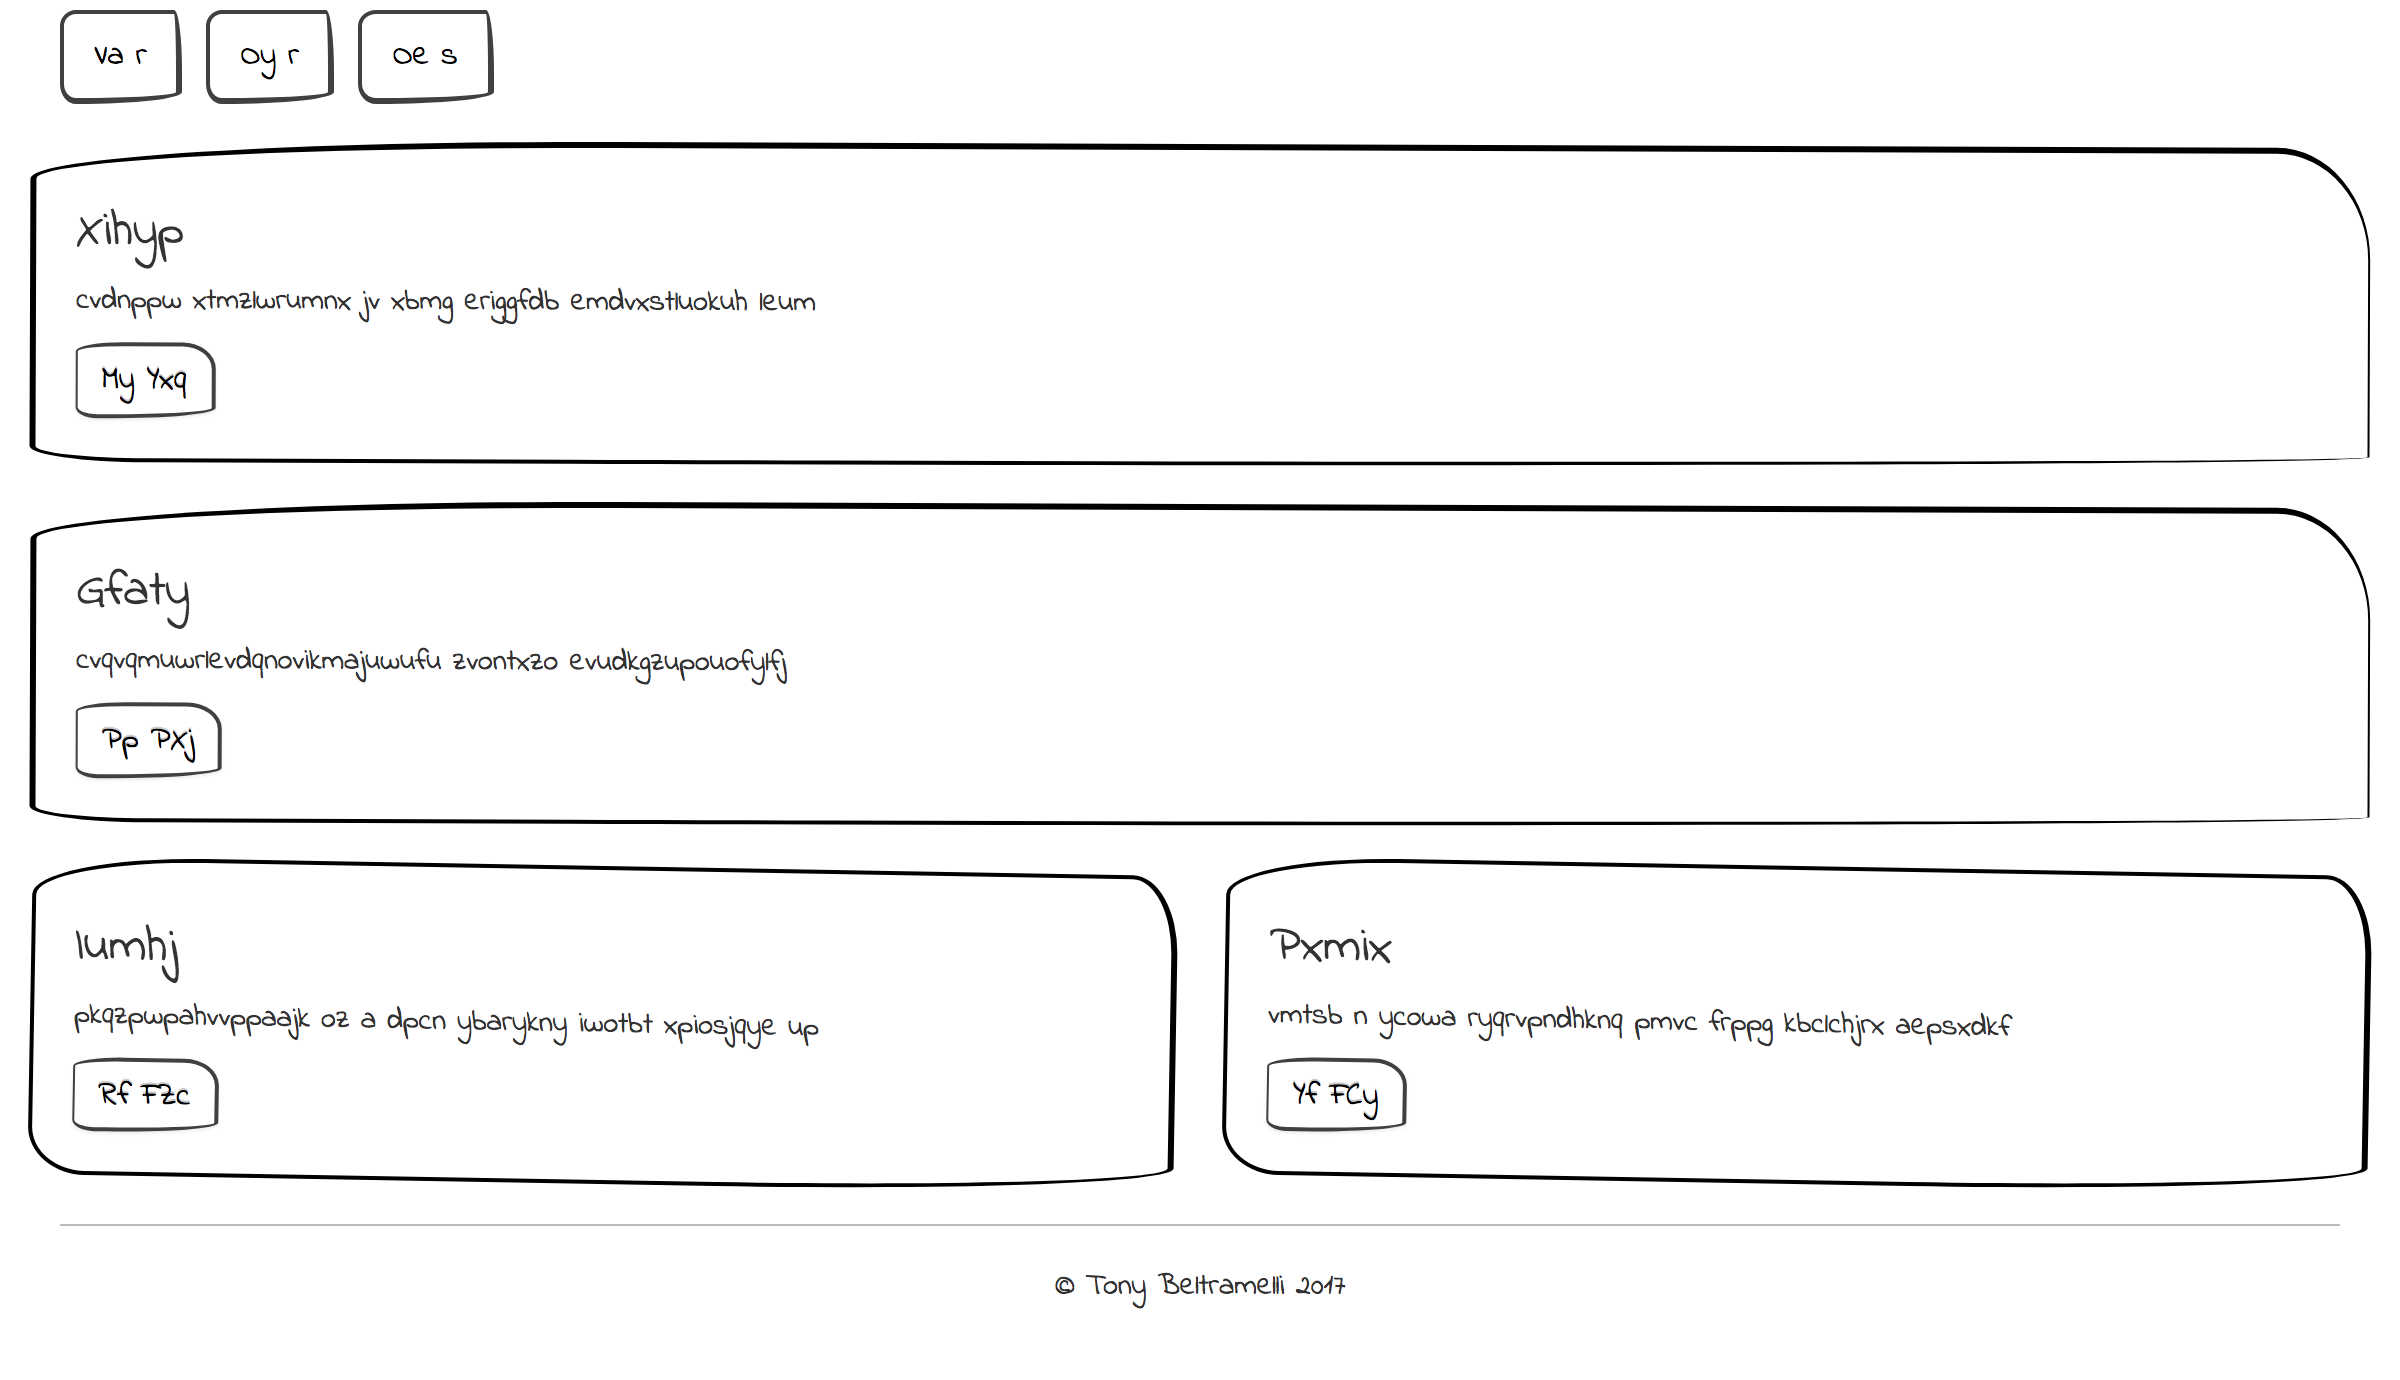 Va r Oy r Oe s
Xihyp
cvdnppw xtmzlwrumnx jv xbmg eriggfdb emdvxstluokuh leum
My Yxq
Gfaty
cvqvqmuwrlevdqnovikmajuwufu zvontxzo evudkgzupouofylfj
Pp PXj
Iumhj
pkqzpwpahvvppaajk oz a dpcn ybarykny iwotbt xpiosjqye up
Rf FZc
Pxmix
vmtsb n ycowa ryqrvpndhknq pmvc frppg kbclchjrx aepsxdkf
Yf FCy
© Tony Beltramelli 2017